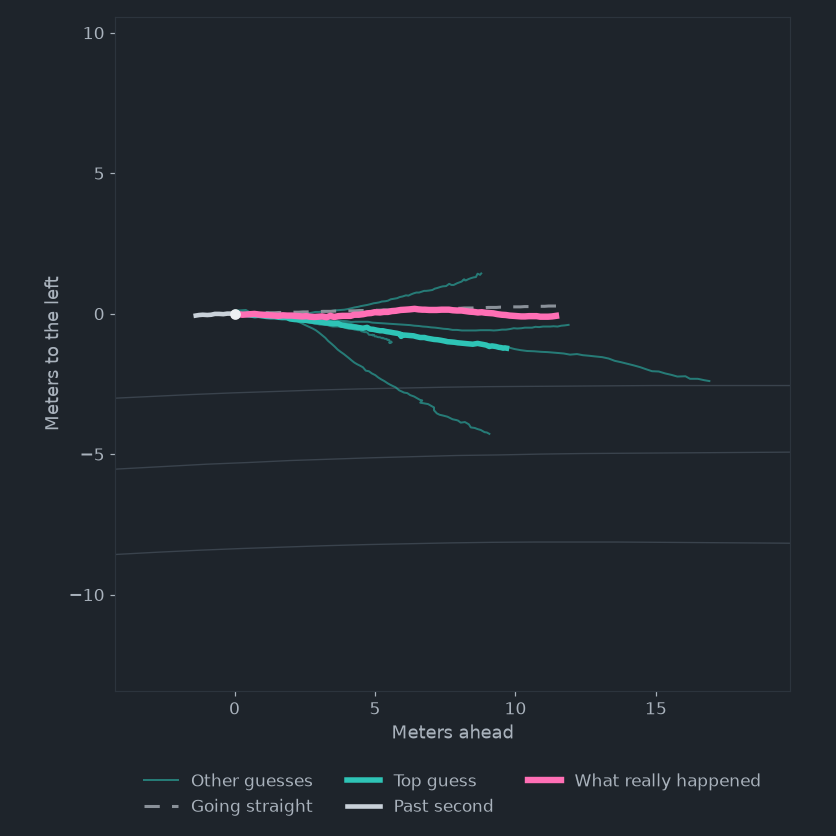 10
5
0
−5
−10
Meters to the left
0 5 10 15
Meters ahead
Other guesses Top guess What really happened
Going straight Past second